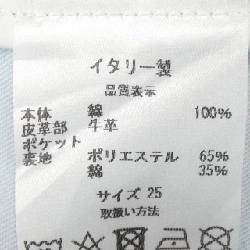 イタリー製
品質表示
本体 綿 100%
皮革部 牛革
ポケット
裏地 ポリエステル 65%
綿 35%
サイズ 25
取扱い方法